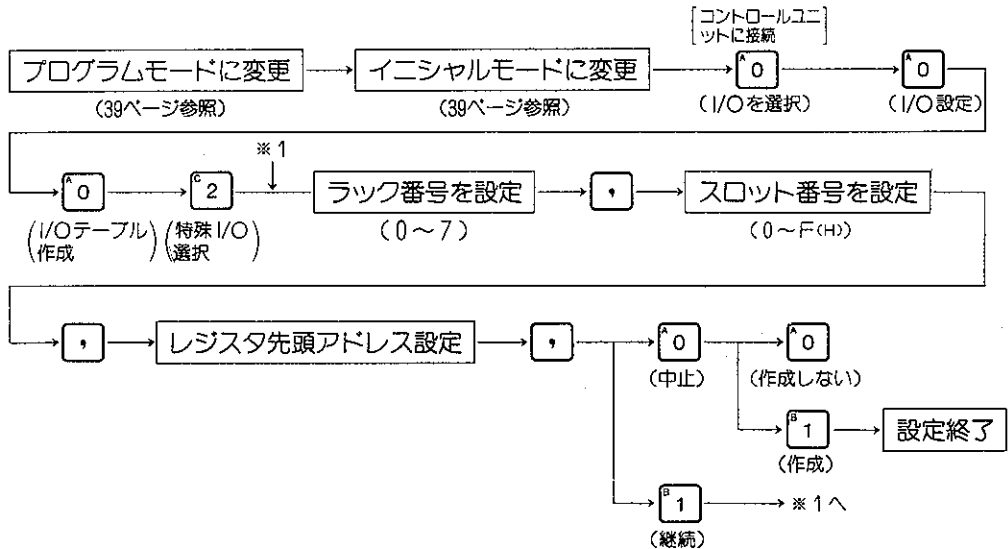 [コントロールユニットに接続]
プログラムモードに変更
イニシャルモードに変更
A 0
A 0
(39ページ参照)
(39ページ参照)
(I/Oを選択)
(I/O設定)
※1
A 0
C 2
ラック番号を設定
,
スロット番号を設定
(I/Oテーブル作成)
(特殊I/O選択)
(0~7)
(0~F(H))
,
レジスタ先頭アドレス設定
,
A 0
A 0
(中止)
(作成しない)
B 1
設定終了
(作成)
B 1
※1へ
(継続)